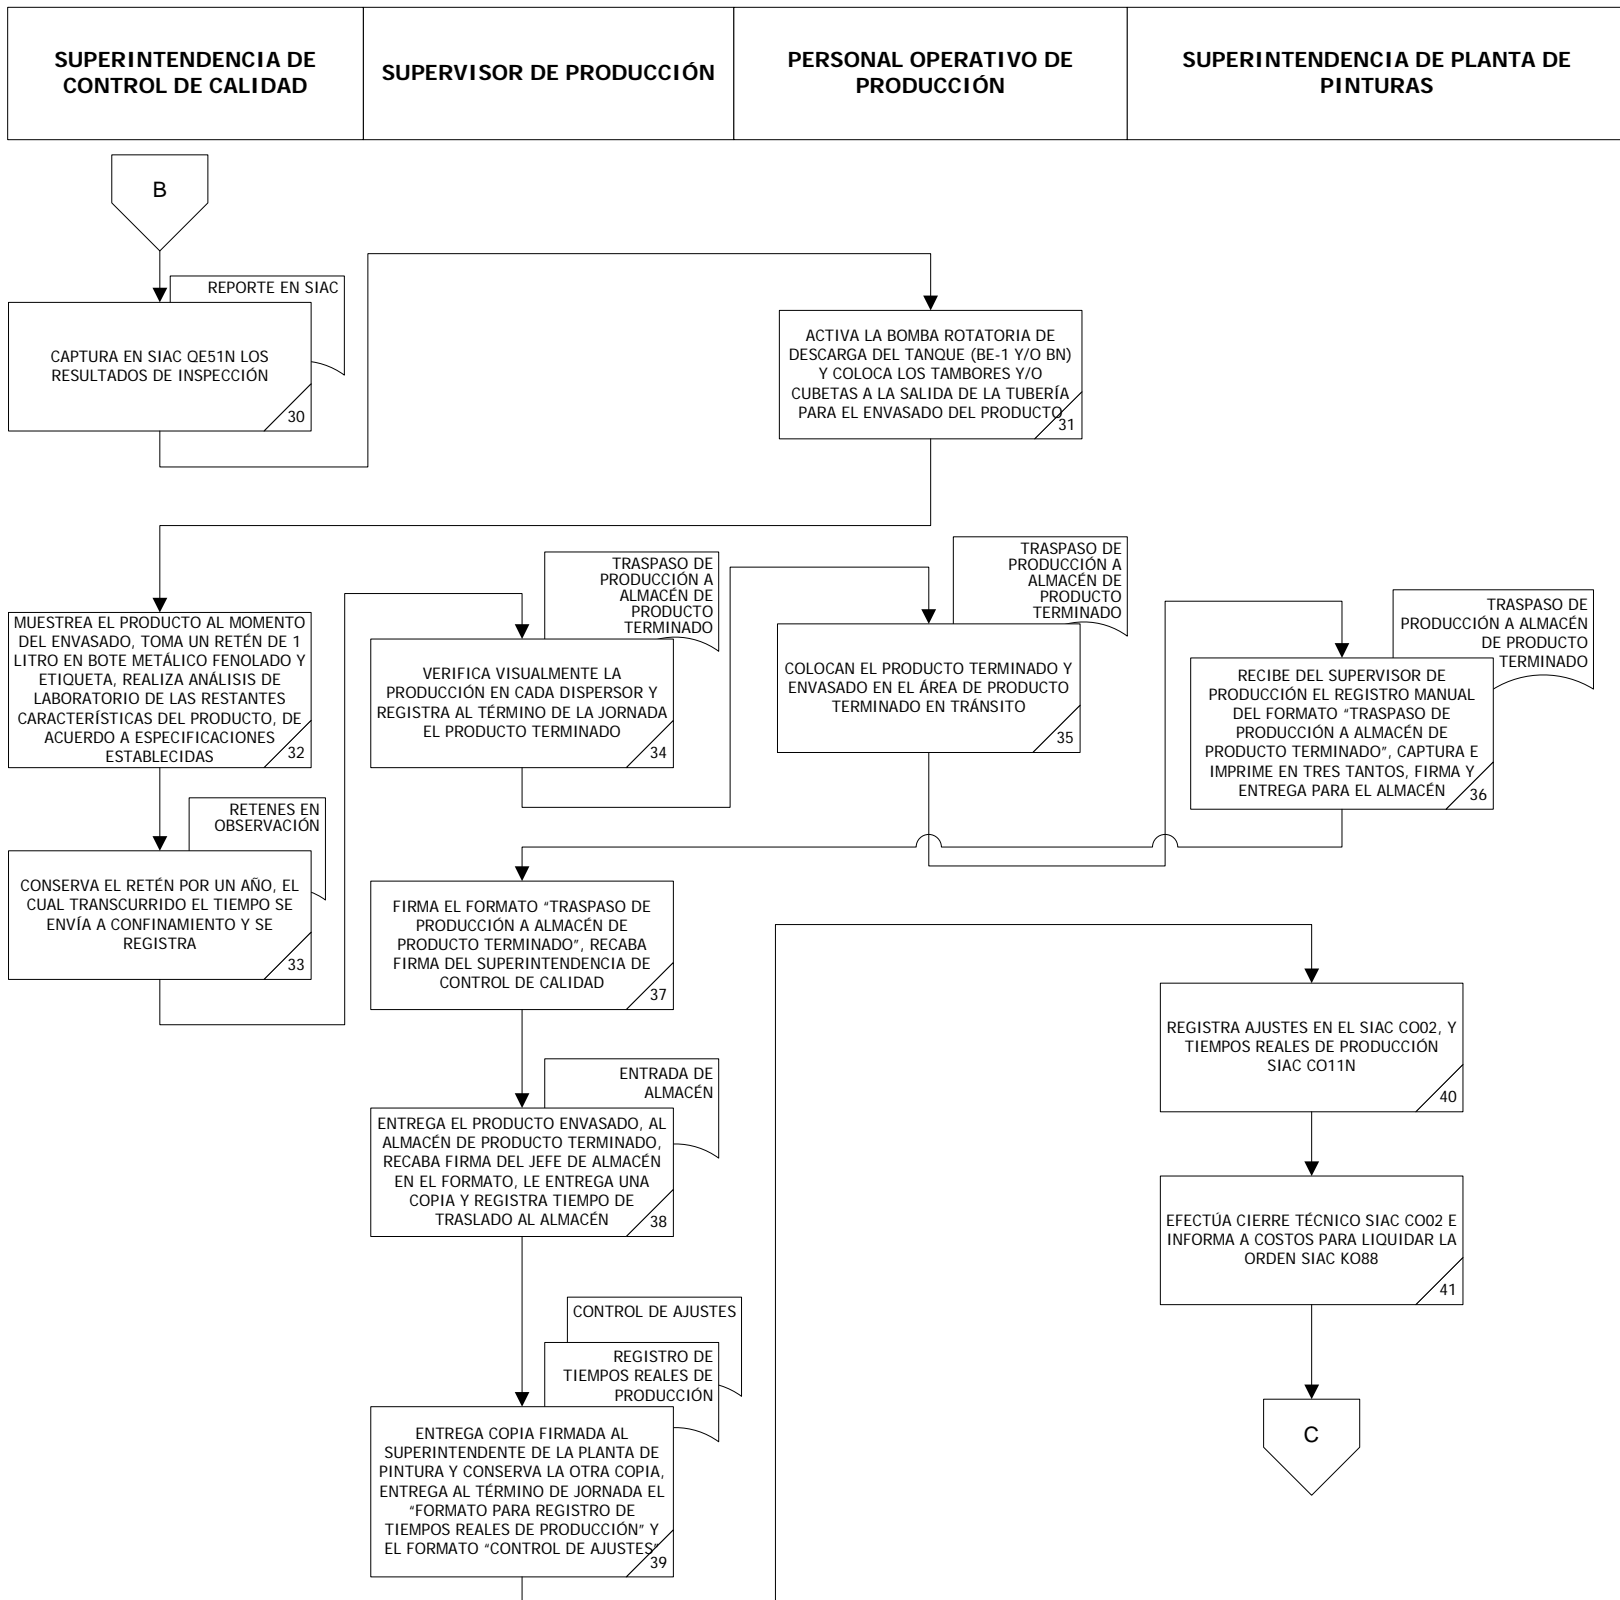 SUPERINTENDENCIA DE
CONTROL DE CALIDAD
SUPERVISOR DE PRODUCCIÓN
PERSONAL OPERATIVO DE
PRODUCCIÓN
SUPERINTENDENCIA DE PLANTA DE
PINTURAS
B
REPORTE EN SIAC
CAPTURA EN SIAC QE51N LOS
RESULTADOS DE INSPECCIÓN
30
ACTIVA LA BOMBA ROTATORIA DE
DESCARGA DEL TANQUE (BE-1 Y/O BN)
Y COLOCA LOS TAMBORES Y/O
CUBETAS A LA SALIDA DE LA TUBERÍA
PARA EL ENVASADO DEL PRODUCTO
31
MUESTREA EL PRODUCTO AL MOMENTO
DEL ENVASADO, TOMA UN RETÉN DE 1
LITRO EN BOTE METÁLICO FENOLADO Y
ETIQUETA, REALIZA ANÁLISIS DE
LABORATORIO DE LAS RESTANTES
CARACTERÍSTICAS DEL PRODUCTO, DE
ACUERDO A ESPECIFICACIONES
ESTABLECIDAS
32
RETENES EN
OBSERVACIÓN
CONSERVA EL RETÉN POR UN AÑO, EL
CUAL TRANSCURRIDO EL TIEMPO SE
ENVÍA A CONFINAMIENTO Y SE
REGISTRA
33
TRASPASO DE
PRODUCCIÓN A
ALMACÉN DE
PRODUCTO
TERMINADO
VERIFICA VISUALMENTE LA
PRODUCCIÓN EN CADA DISPERSOR Y
REGISTRA AL TÉRMINO DE LA JORNADA
EL PRODUCTO TERMINADO
34
TRASPASO DE
PRODUCCIÓN A
ALMACÉN DE
PRODUCTO
TERMINADO
COLOCAN EL PRODUCTO TERMINADO Y
ENVASADO EN EL ÁREA DE PRODUCTO
TERMINADO EN TRÁNSITO
35
TRASPASO DE
PRODUCCIÓN A ALMACÉN
DE PRODUCTO
TERMINADO
RECIBE DEL SUPERVISOR DE
PRODUCCIÓN EL REGISTRO MANUAL
DEL FORMATO “TRASPASO DE
PRODUCCIÓN A ALMACÉN DE
PRODUCTO TERMINADO”, CAPTURA E
IMPRIME EN TRES TANTOS, FIRMA Y
ENTREGA PARA EL ALMACÉN
36
FIRMA EL FORMATO “TRASPASO DE
PRODUCCIÓN A ALMACÉN DE
PRODUCTO TERMINADO”, RECABA
FIRMA DEL SUPERINTENDENCIA DE
CONTROL DE CALIDAD
37
ENTRADA DE
ALMACÉN
ENTREGA EL PRODUCTO ENVASADO, AL
ALMACÉN DE PRODUCTO TERMINADO,
RECABA FIRMA DEL JEFE DE ALMACÉN
EN EL FORMATO, LE ENTREGA UNA
COPIA Y REGISTRA TIEMPO DE
TRASLADO AL ALMACÉN
38
CONTROL DE AJUSTES
REGISTRO DE
TIEMPOS REALES DE
PRODUCCIÓN
ENTREGA COPIA FIRMADA AL
SUPERINTENDENTE DE LA PLANTA DE
PINTURA Y CONSERVA LA OTRA COPIA,
ENTREGA AL TÉRMINO DE JORNADA EL
“FORMATO PARA REGISTRO DE
TIEMPOS REALES DE PRODUCCIÓN” Y
EL FORMATO “CONTROL DE AJUSTES”
39
REGISTRA AJUSTES EN EL SIAC CO02, Y
TIEMPOS REALES DE PRODUCCIÓN
SIAC CO11N
40
EFECTÚA CIERRE TÉCNICO SIAC CO02 E
INFORMA A COSTOS PARA LIQUIDAR LA
ORDEN SIAC KO88
41
C